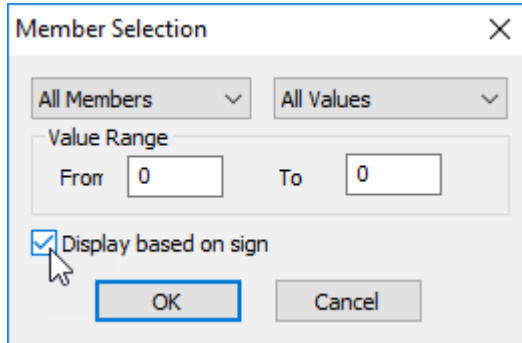 Member Selection
All Members All Values
Value Range
From 0 To 0
Display based on sign
OK Cancel